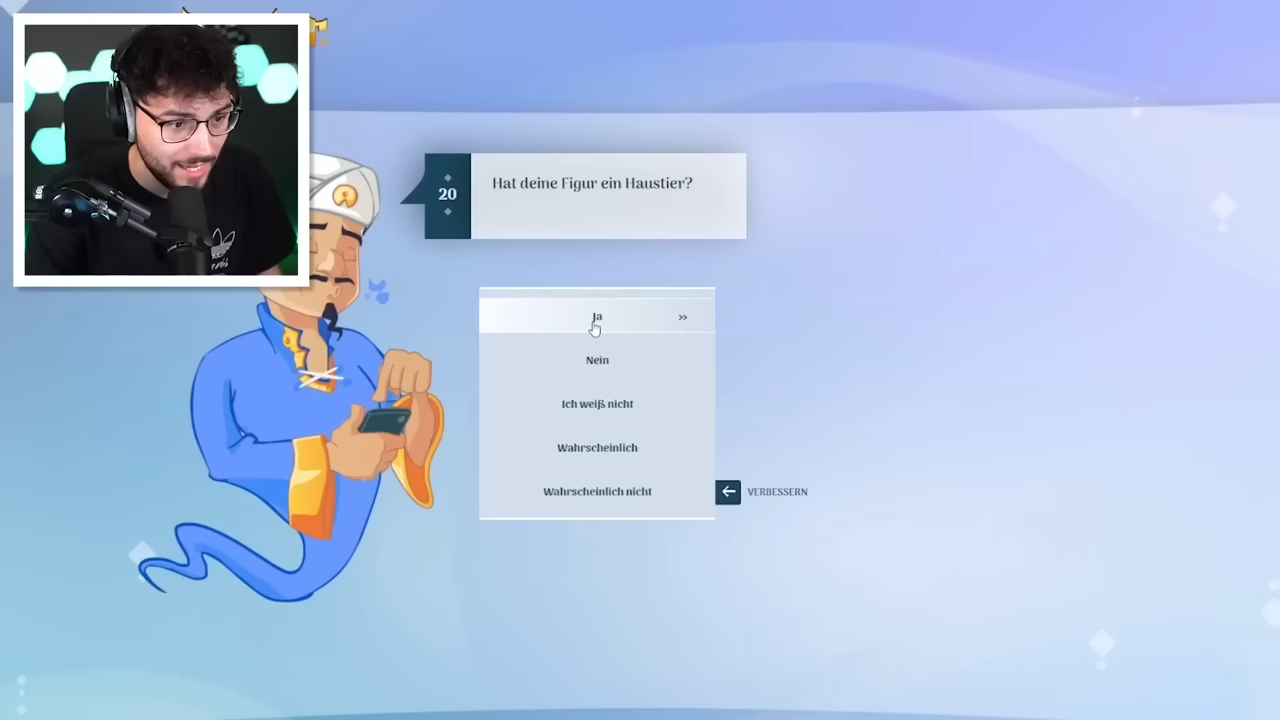 20
Hat deine Figur ein Haustier?
Ja
Nein
Ich weiß nicht
Wahrscheinlich
Wahrscheinlich nicht
VERBESSERN